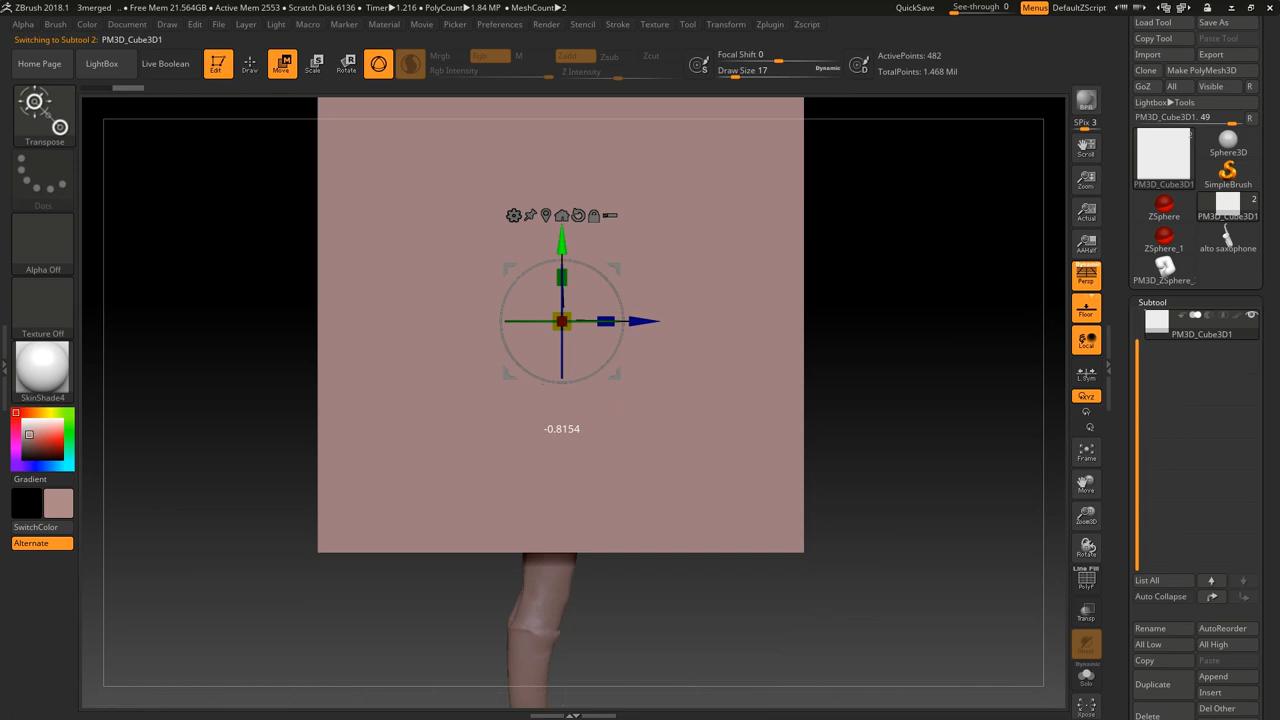 ZBrush 2018.1 3merged .. • Free Mem 21.564GB • Active Mem 2553 • Scratch Disk 6136 • Timer▶1.216 • PolyCount▶1.84 MP • MeshCount▶2
QuickSave See-through 0 Menus DefaultZScript
Alpha Brush Color Document Draw Edit File Layer Light Macro Marker Material Movie Picker Preferences Render Stencil Stroke Texture Tool Transform Zplugin Zscript
Switching to Subtool 2: PM3D_Cube3D1
Home Page LightBox Live Boolean Edit Draw Move Scale Rotate
Mrgb Rgb M
Rgb Intensity
Zadd Zsub Zcut
Z Intensity
Focal Shift 0
Draw Size 17 Dynamic
ActivePoints: 482
TotalPoints: 1.468 Mil
Transpose
Dots
Alpha Off
Texture Off
SkinShade4
Gradient
SwitchColor
Alternate
-0.8154
BPR
SPix 3
Scroll
Zoom
Actual
AAHalf
Dynamic
Persp
Floor
Local
L.Sym
XYZ
Frame
Move
Zoom3D
Rotate
Line Fill
PolyF
Transp
Ghost
Dynamic
Solo
Xpose
Load Tool Save As
Copy Tool Paste Tool
Import Export
Clone Make PolyMesh3D
GoZ All Visible R
Lightbox▶Tools
PM3D_Cube3D1. 49 R
2
PM3D_Cube3D1
Sphere3D
SimpleBrush
ZSphere
2
PM3D_Cube3D1
ZSphere_1
alto saxophone
PM3D_ZSphere_
Subtool
PM3D_Cube3D1
List All
Auto Collapse
Rename AutoReorder
All Low All High
Copy Paste
Duplicate Append
Insert
Delete Del Other